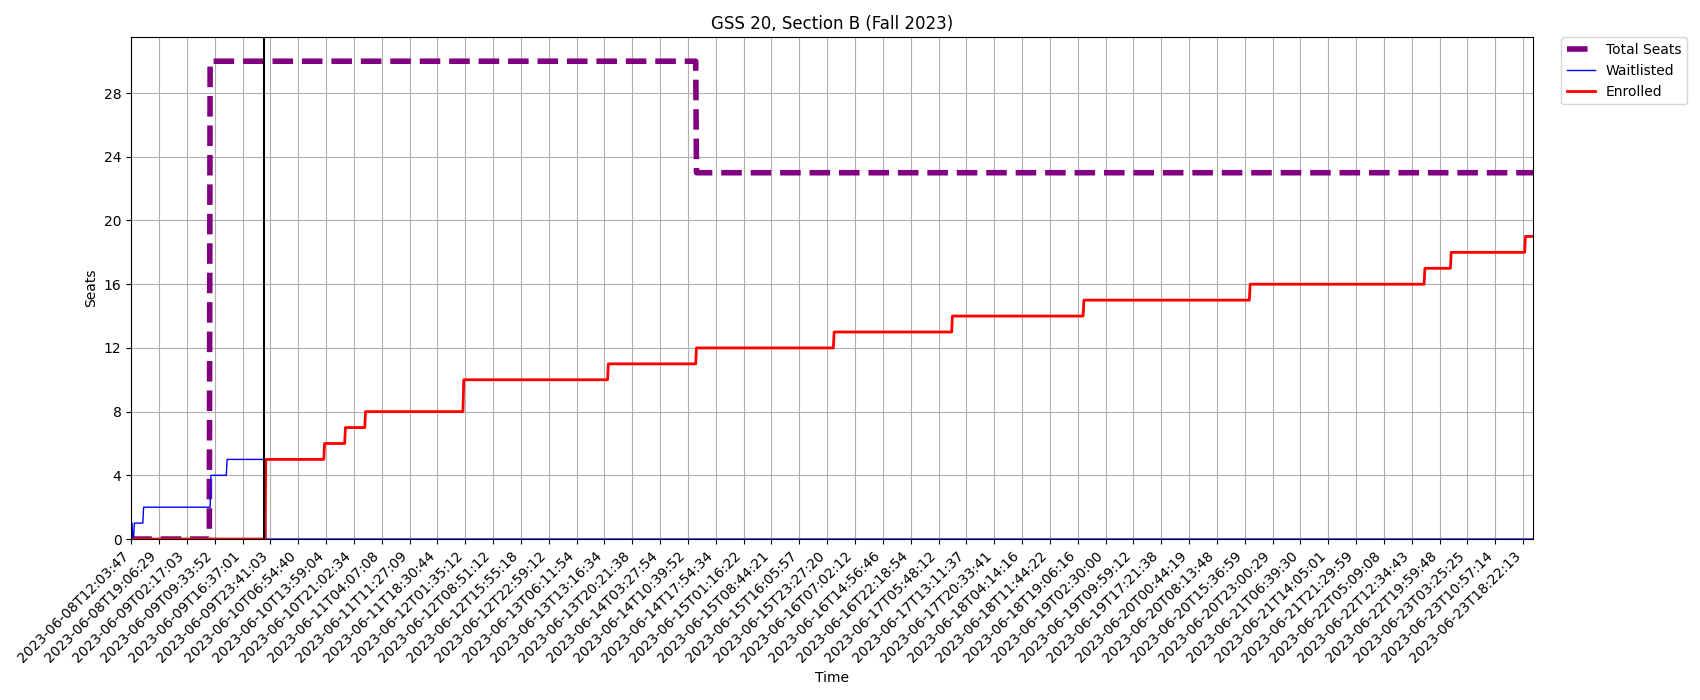 GSS 20, Section B (Fall 2023)
Total Seats
Waitlisted
Enrolled
28
24
20
16
12
8
4
0
Seats
2023-06-08T12:03:47
2023-06-08T19:06:29
2023-06-09T02:17:03
2023-06-09T09:33:52
2023-06-09T16:37:01
2023-06-09T23:41:03
2023-06-10T06:54:40
2023-06-10T13:59:04
2023-06-10T21:02:34
2023-06-11T04:07:08
2023-06-11T11:27:09
2023-06-11T18:30:44
2023-06-12T01:35:12
2023-06-12T08:51:12
2023-06-12T15:55:18
2023-06-12T22:59:12
2023-06-13T06:11:54
2023-06-13T13:16:34
2023-06-13T20:21:38
2023-06-14T03:27:54
2023-06-14T10:39:52
2023-06-14T17:54:34
2023-06-15T01:16:22
2023-06-15T08:44:21
2023-06-15T16:05:57
2023-06-15T23:27:20
2023-06-16T07:02:12
2023-06-16T14:56:46
2023-06-16T22:18:54
2023-06-17T05:48:12
2023-06-17T13:11:37
2023-06-17T20:33:41
2023-06-18T04:14:16
2023-06-18T11:44:22
2023-06-18T19:06:16
2023-06-19T02:30:00
2023-06-19T09:59:12
2023-06-19T17:21:38
2023-06-20T00:44:19
2023-06-20T08:13:48
2023-06-20T15:36:59
2023-06-20T23:00:29
2023-06-21T06:39:30
2023-06-21T14:05:01
2023-06-21T21:29:59
2023-06-22T05:09:08
2023-06-22T12:34:43
2023-06-22T19:59:48
2023-06-23T03:25:25
2023-06-23T10:57:14
2023-06-23T18:22:13
Time